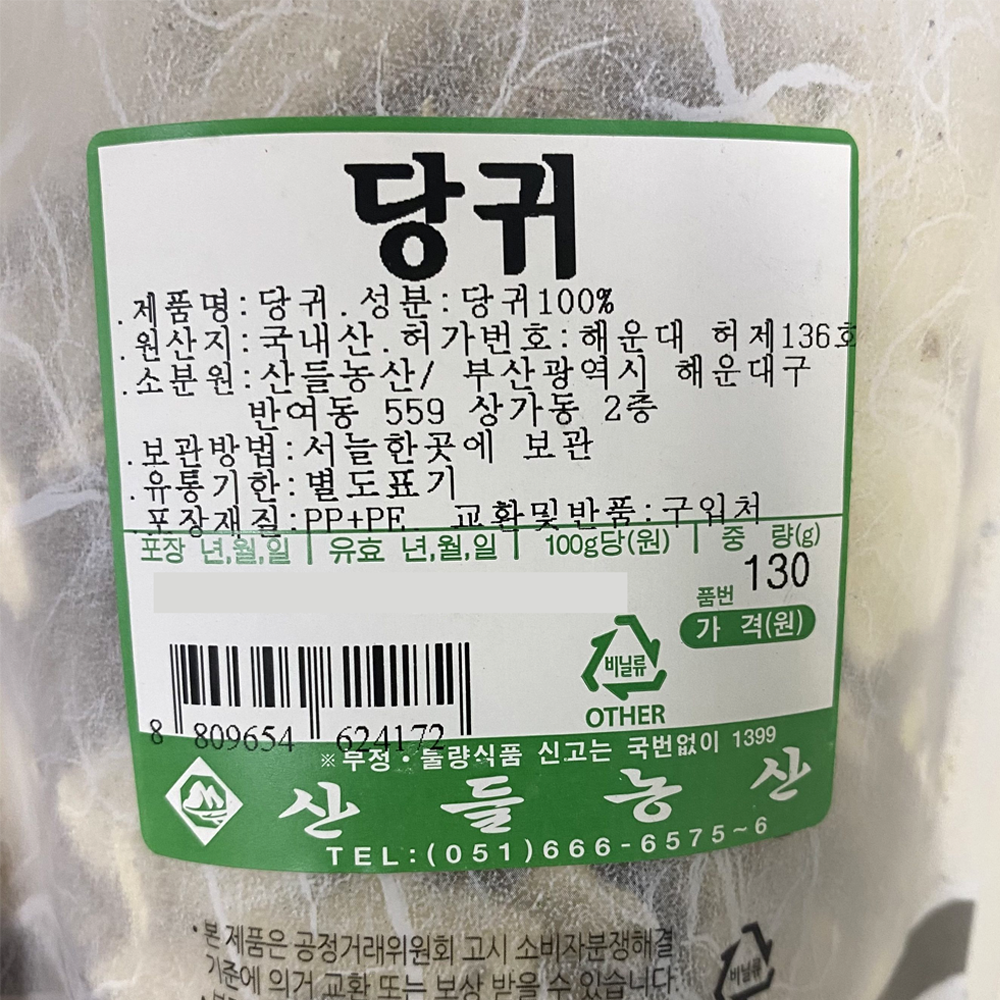 당귀
.제품명:당귀.성분:당귀100%
.원산지:국내산.허가번호:해운대 허제136호
.소분원:산들농산/ 부산광역시 해운대구
반여동 559 상가동 2층
.보관방법:서늘한곳에 보관
.유통기한:별도표기
.포장재질:PP+PE 교환및반품:구입처
포장 년,월,일 | 유효 년,월,일 | 100g당(원) | 중 량(g)
130
품번
가 격(원)
비닐류
OTHER
8 809654 624172
※부정·불량식품 신고는 국번없이 1399
산들농산
TEL:(051)666-6575~6
·본 제품은 공정거래위원회 고시 소비자분쟁해결
기준에 의거 교환 또는 보상 받을 수 있습니다.
비닐류